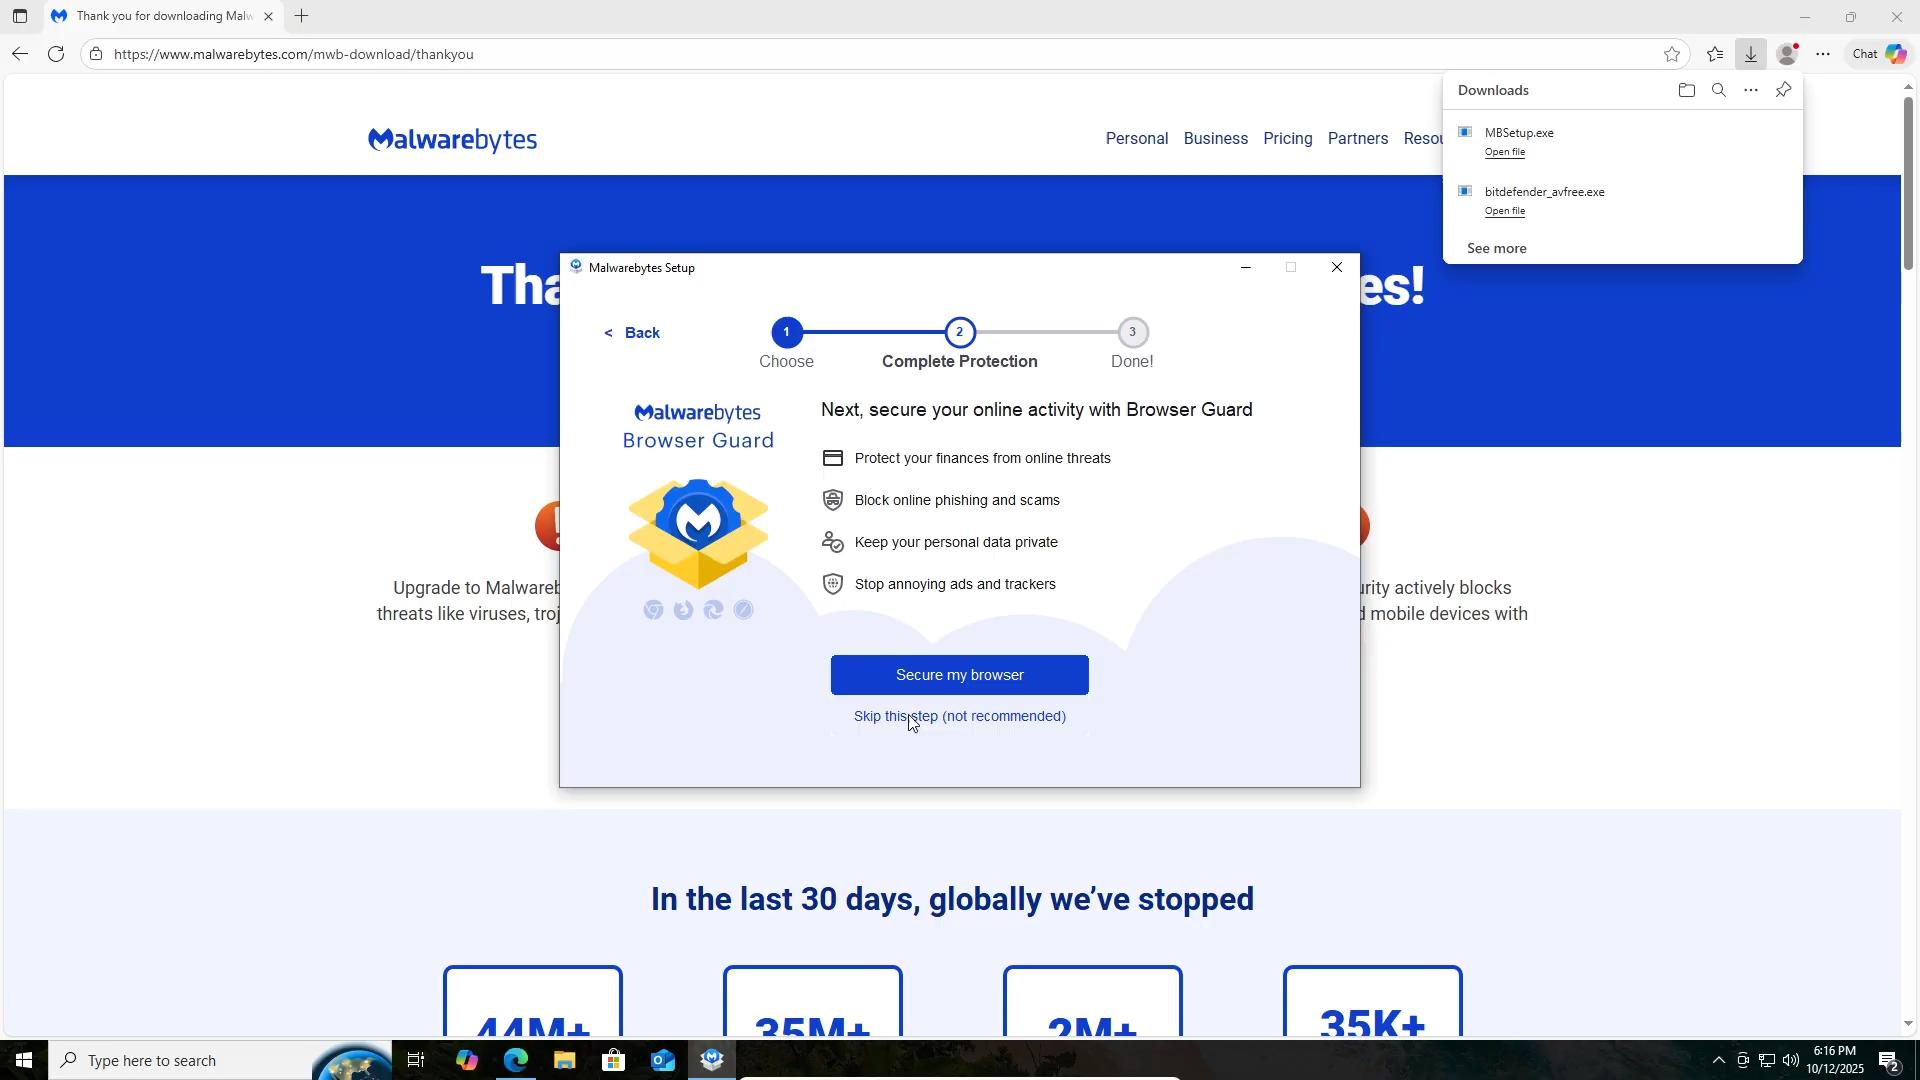 Thank you for downloading Malw
https://www.malwarebytes.com/mwb-download/thankyou
Chat
Downloads
MBSetup.exe
Open file
bitdefender_avfree.exe
Open file
See more
Malwarebytes
Personal Business Pricing Partners Resou
Tha
es!
Malwarebytes Setup
< Back
1
2
3
Choose
Complete Protection
Done!
Malwarebytes
Browser Guard
Next, secure your online activity with Browser Guard
Protect your finances from online threats
Block online phishing and scams
Keep your personal data private
Stop annoying ads and trackers
Secure my browser
Skip this step (not recommended)
Upgrade to Malwareb
threats like viruses, troj
rity actively blocks
d mobile devices with
In the last 30 days, globally we’ve stopped
44M+
35M+
2M+
35K+
Type here to search
6:16 PM
10/12/2025
2